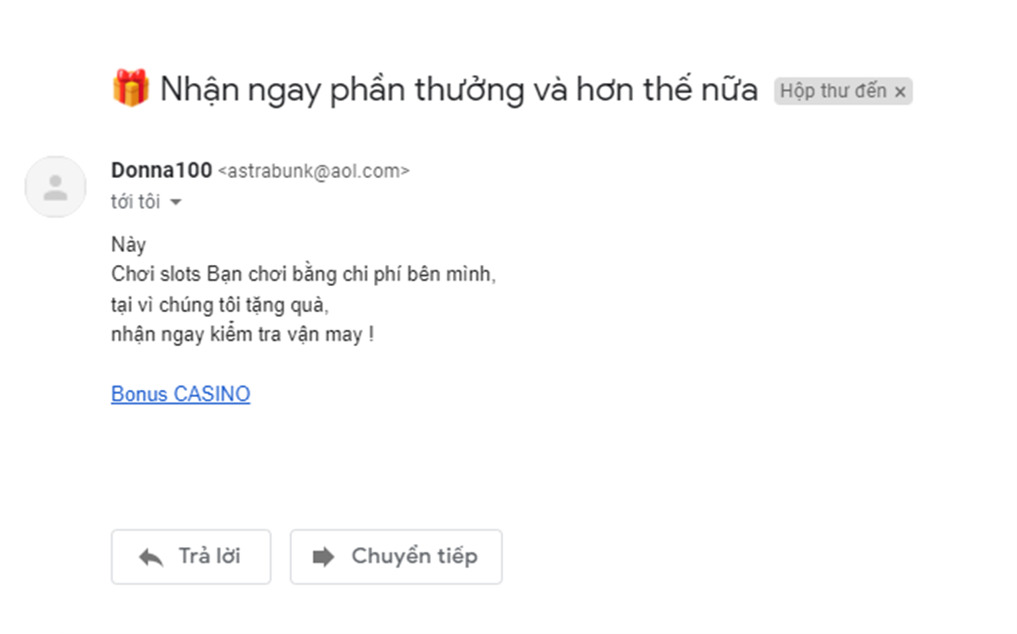 🎁 Nhận ngay phần thưởng và hơn thế nữa Hộp thư đến ×
Donna100 <astrabunk@aol.com>
tới tôi
Này
Chơi slots Bạn chơi bằng chi phí bên mình,
tại vì chúng tôi tặng quà,
nhận ngay kiểm tra vận may !
Bonus CASINO
Trả lời Chuyển tiếp